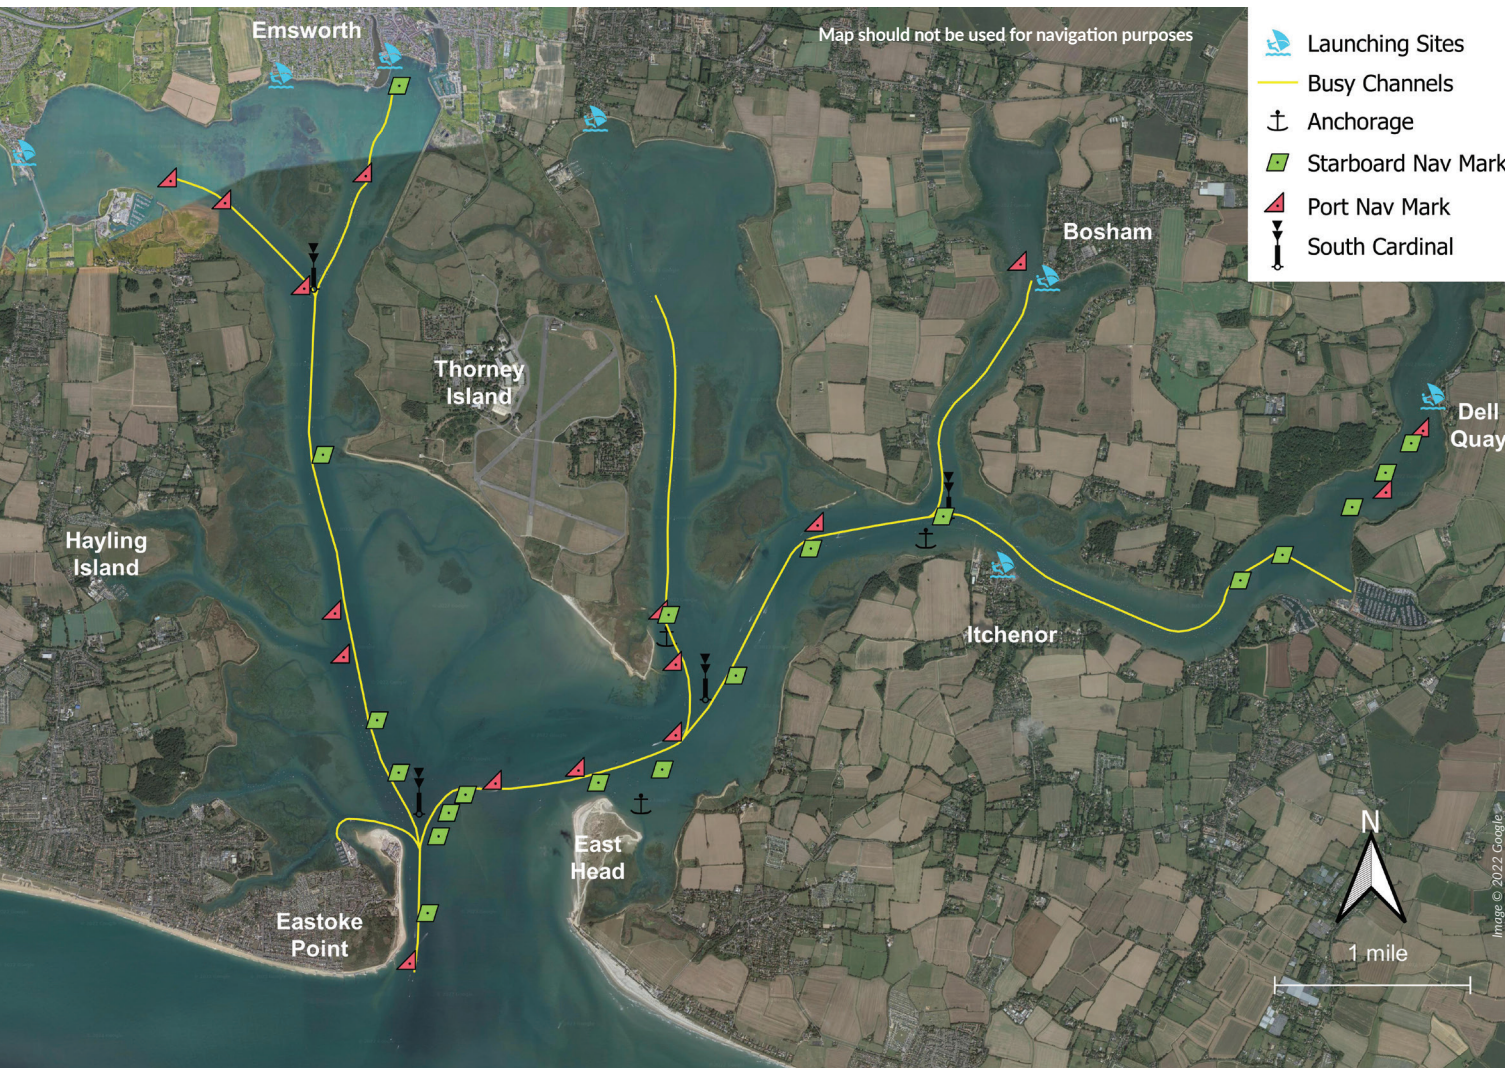 Emsworth
Map should not be used for navigation purposes
Launching Sites
Busy Channels
Anchorage
Starboard Nav Mark
Port Nav Mark
South Cardinal
Bosham
Thorney
Island
Dell
Quay
Hayling
Island
Itchenor
East
Head
Eastoke
Point
N
1 mile
Image © 2022 Google